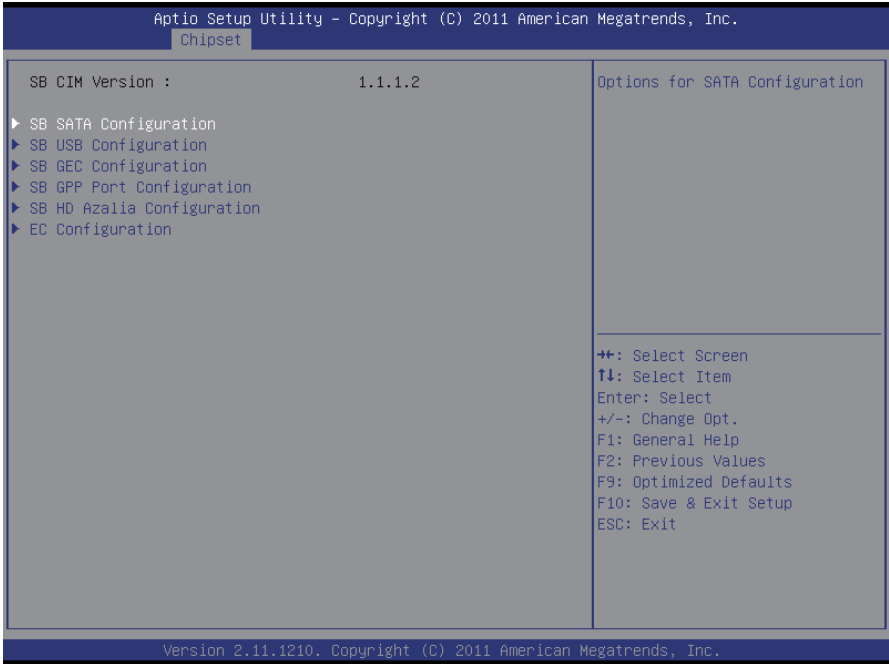 Aptio Setup Utility – Copyright (C) 2011 American Megatrends, Inc.
Chipset
SB CIM Version : 1.1.1.2
SB SATA Configuration
SB USB Configuration
SB GEC Configuration
SB GPP Port Configuration
SB HD Azalia Configuration
EC Configuration
Options for SATA Configuration
→←: Select Screen
↑↓: Select Item
Enter: Select
+/-: Change Opt.
F1: General Help
F2: Previous Values
F9: Optimized Defaults
F10: Save & Exit Setup
ESC: Exit
Version 2.11.1210. Copyright (C) 2011 American Megatrends, Inc.